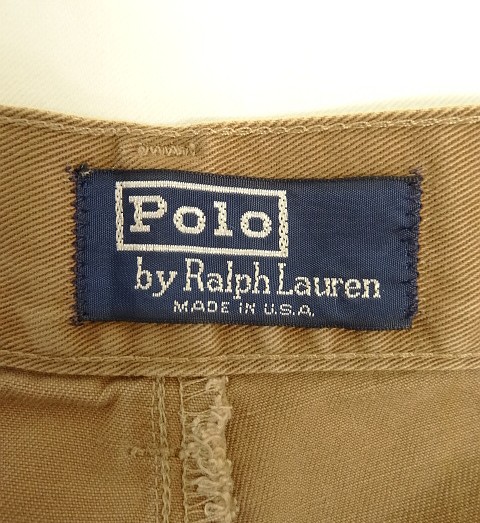 Polo
by Ralph Lauren
MADE IN U.S.A.